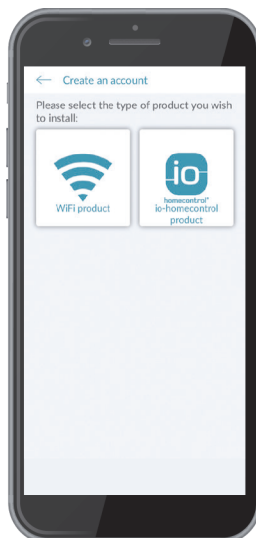 Create an account
Please select the type of product you wish
to install:
WiFi product
io
homecontrol®
io-homecontrol
product